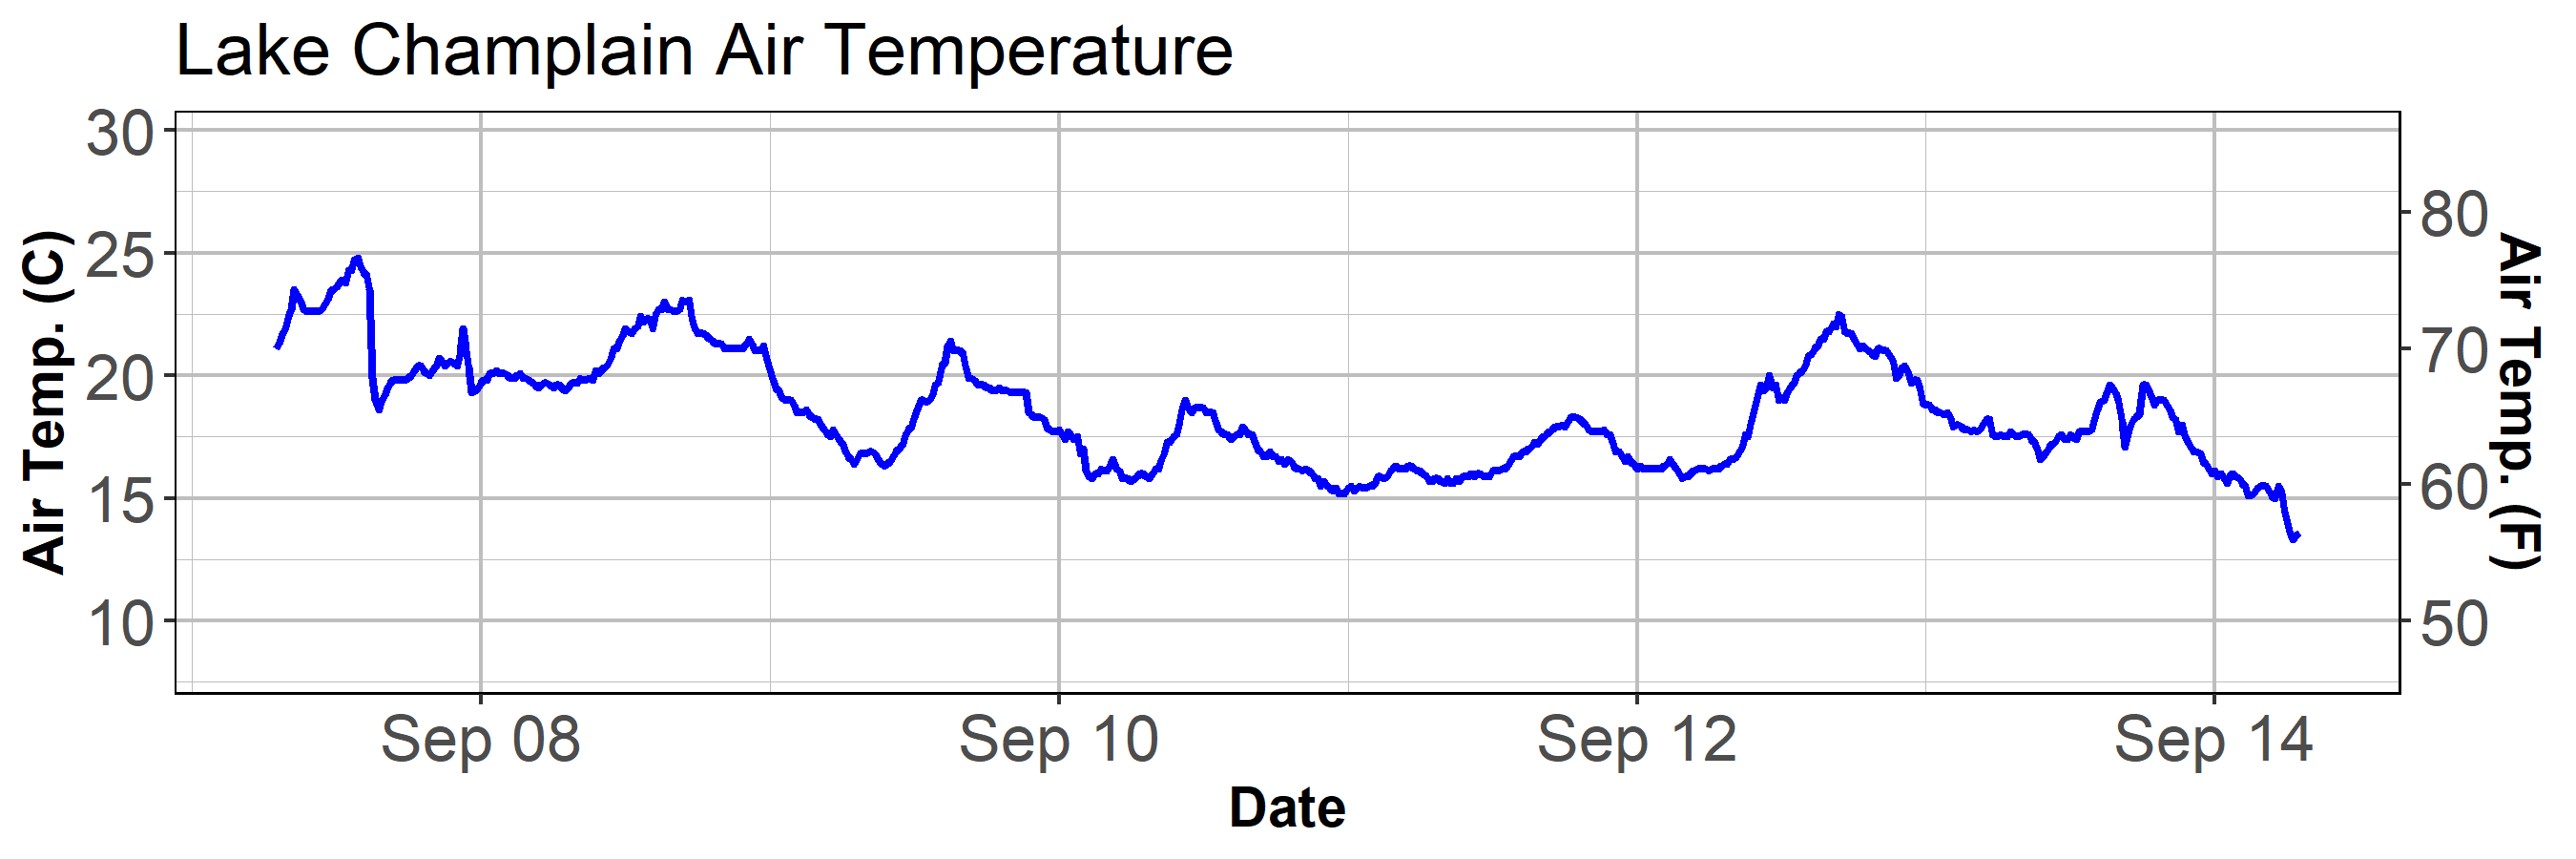 Lake Champlain Air Temperature
Air Temp. (C)
30
25
20
15
10
80
70
60
50
Air Temp. (F)
Sep 08
Sep 10
Sep 12
Sep 14
Date